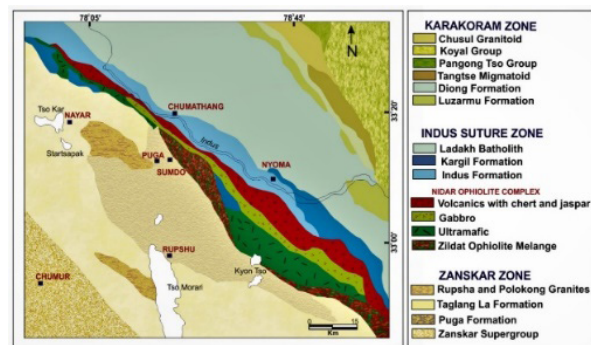 78°05'
78°45'
N
Tso Kar
NAYAR
Startsapak
CHUMATHANG
Indus
33°20'
PUGA
SUMDO
NYOMA
33°00'
RUPSHU
Kyon Tso
CHUMUR
Tso Morari
0 15
Km
KARAKORAM ZONE
Chusul Granitoid
Koyal Group
Pangong Tso Group
Tangtse Migmatoid
Diong Formation
Luzarmu Formation
INDUS SUTURE ZONE
Ladakh Batholith
Kargil Formation
Indus Formation
NIDAR OPHIOLITE COMPLEX
Volcanics with chert and jaspar
Gabbro
Ultramafic
Zildat Ophiolite Melange
ZANSKAR ZONE
Rupsha and Polokong Granites
Taglang La Formation
Puga Formation
Zanskar Supergroup